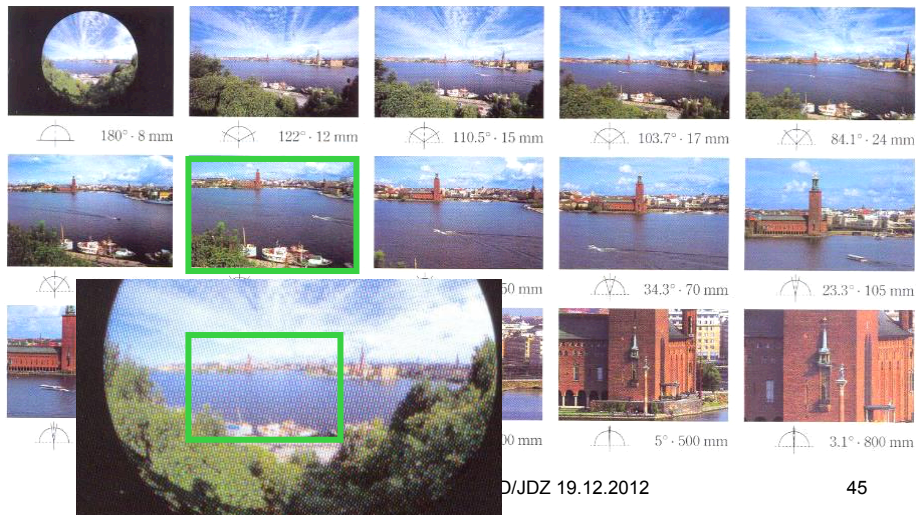 180° · 8 mm
122° · 12 mm
110.5° · 15 mm
103.7° · 17 mm
84.1° · 24 mm
50 mm
34.3° · 70 mm
23.3° · 105 mm
00 mm
5° · 500 mm
3.1° · 800 mm
/JDZ 19.12.2012
45